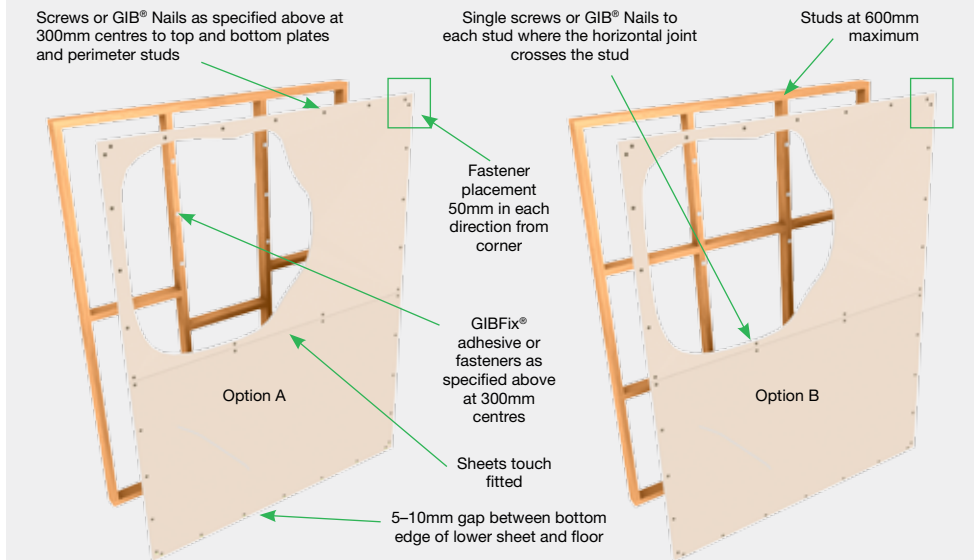 Screws or GIB® Nails as specified above at
300mm centres to top and bottom plates
and perimeter studs
Single screws or GIB® Nails to
each stud where the horizontal joint
crosses the stud
Studs at 600mm
maximum
Fastener
placement
50mm in each
direction from
corner
GIBFix®
adhesive or
fasteners as
specified above
at 300mm
centres
Option A
Option B
Sheets touch
fitted
5–10mm gap between bottom
edge of lower sheet and floor